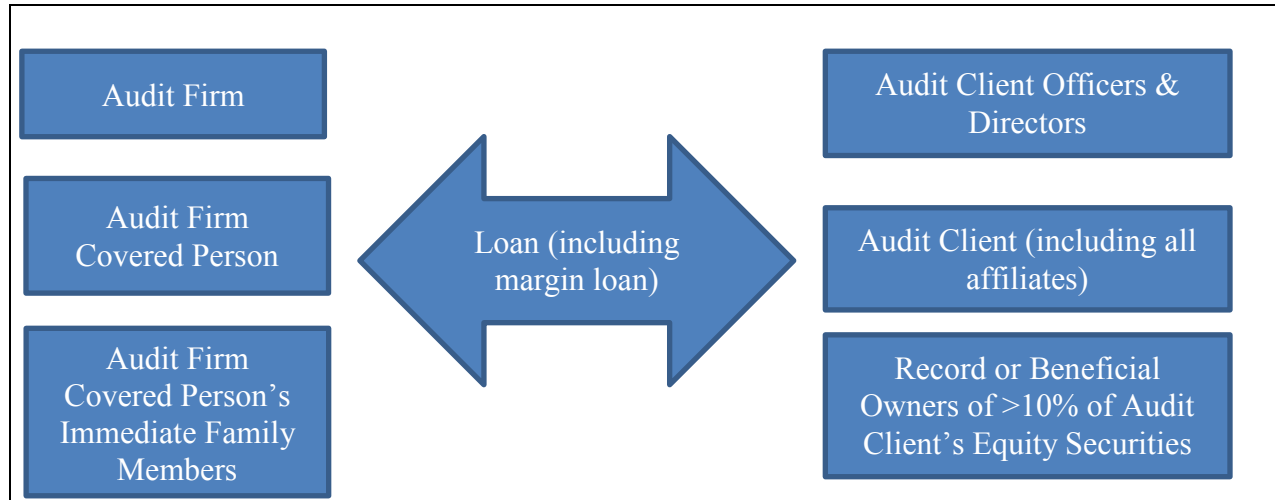 Audit Firm
Audit Firm
Covered Person
Audit Firm
Covered Person’s
Immediate Family
Members
Loan (including
margin loan)
Audit Client Officers &
Directors
Audit Client (including all
affiliates)
Record or Beneficial
Owners of >10% of Audit
Client’s Equity Securities